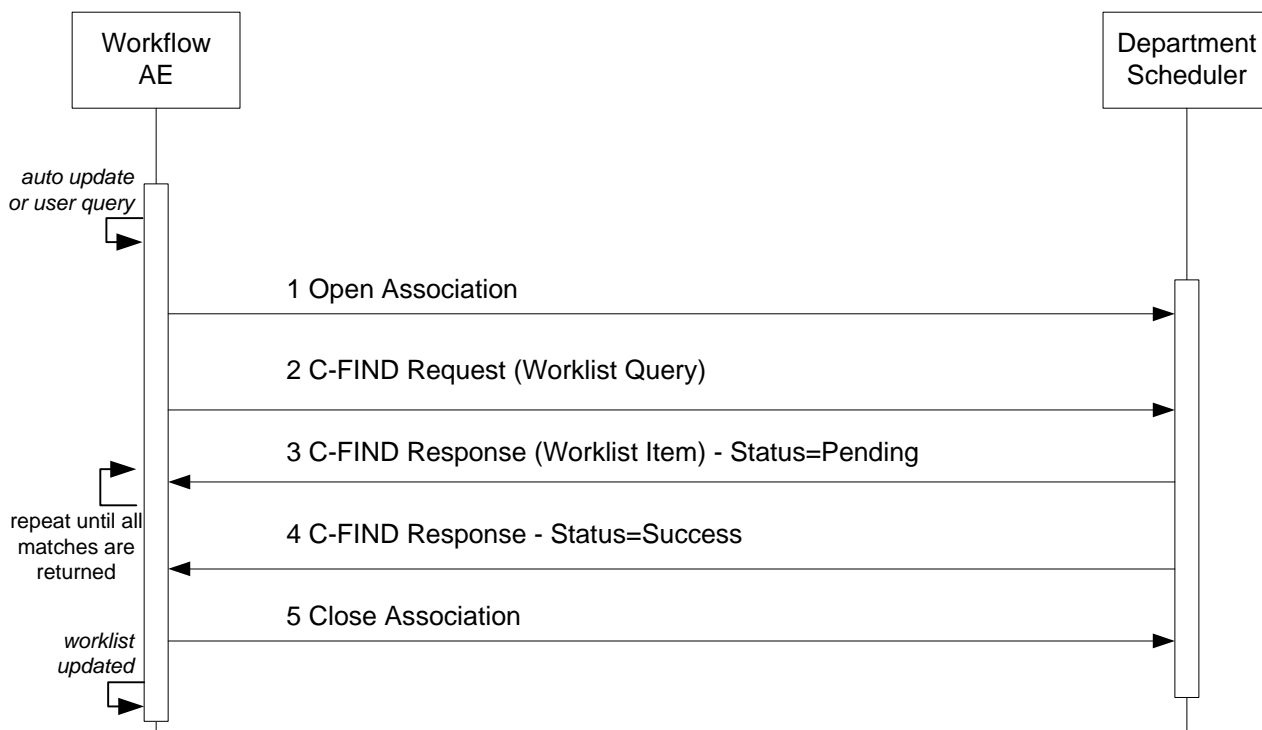 Workflow
AE
Department
Scheduler
auto update
or user query
1 Open Association
2 C-FIND Request (Worklist Query)
3 C-FIND Response (Worklist Item) - Status=Pending
repeat until all
matches are
returned
4 C-FIND Response - Status=Success
5 Close Association
worklist
updated